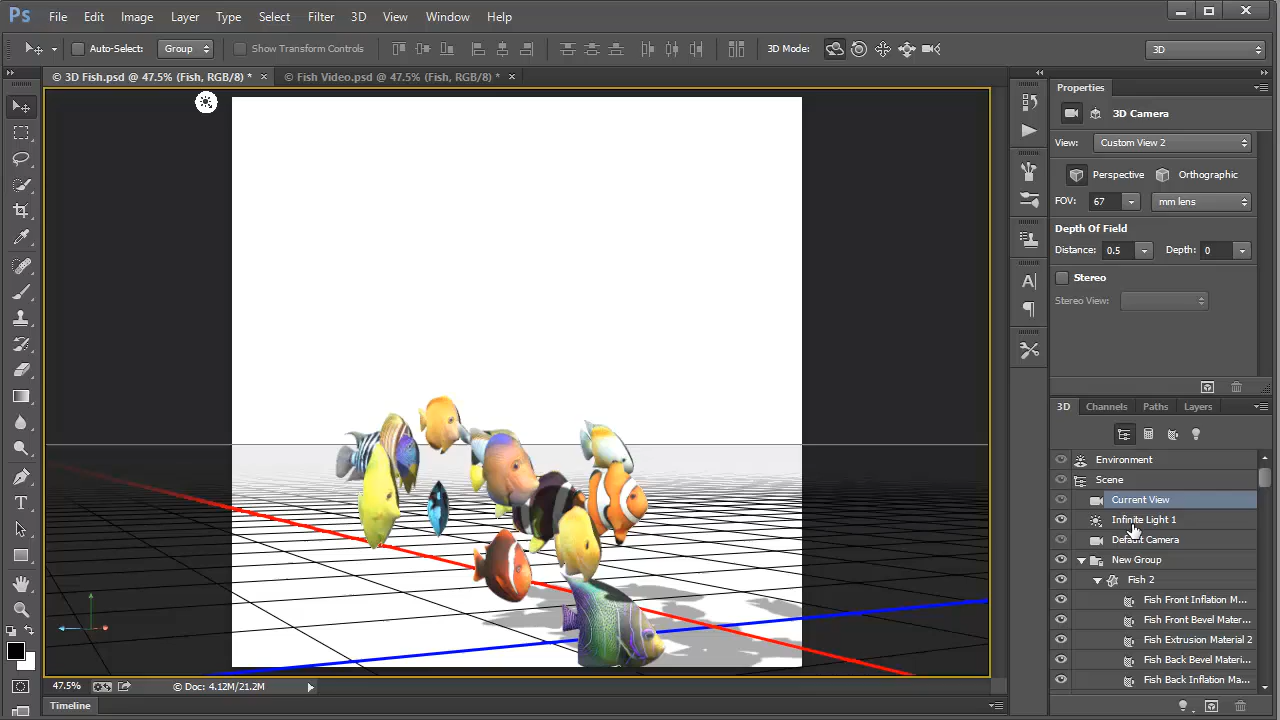 Ps File Edit Image Layer Type Select Filter 3D View Window Help
Auto-Select: Group Show Transform Controls 3D Mode: 3D
© 3D Fish.psd @ 47.5% (Fish, RGB/8) * × © Fish Video.psd @ 47.5% (Fish, RGB/8) * ×
Properties
3D Camera
View: Custom View 2
Perspective Orthographic
FOV: 67 mm lens
Depth Of Field
Distance: 0.5 Depth: 0
Stereo
Stereo View:
3D Channels Paths Layers
Environment
Scene
Current View
Infinite Light 1
Default Camera
New Group
Fish 2
Fish Front Inflation M...
Fish Front Bevel Mater...
Fish Extrusion Material 2
Fish Back Bevel Materi...
Fish Back Inflation Ma...
47.5% © Doc: 4.12M/21.2M
Timeline